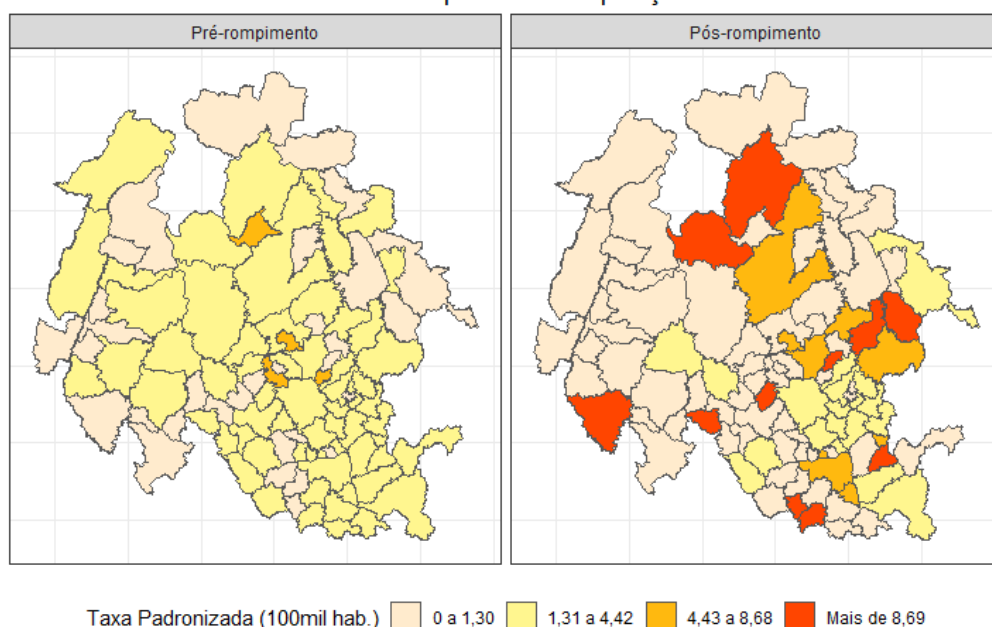 Pré-rompimento
Pós-rompimento
Taxa Padronizada (100mil hab.) 0 a 1,30 1,31 a 4,42 4,43 a 8,68 Mais de 8,69